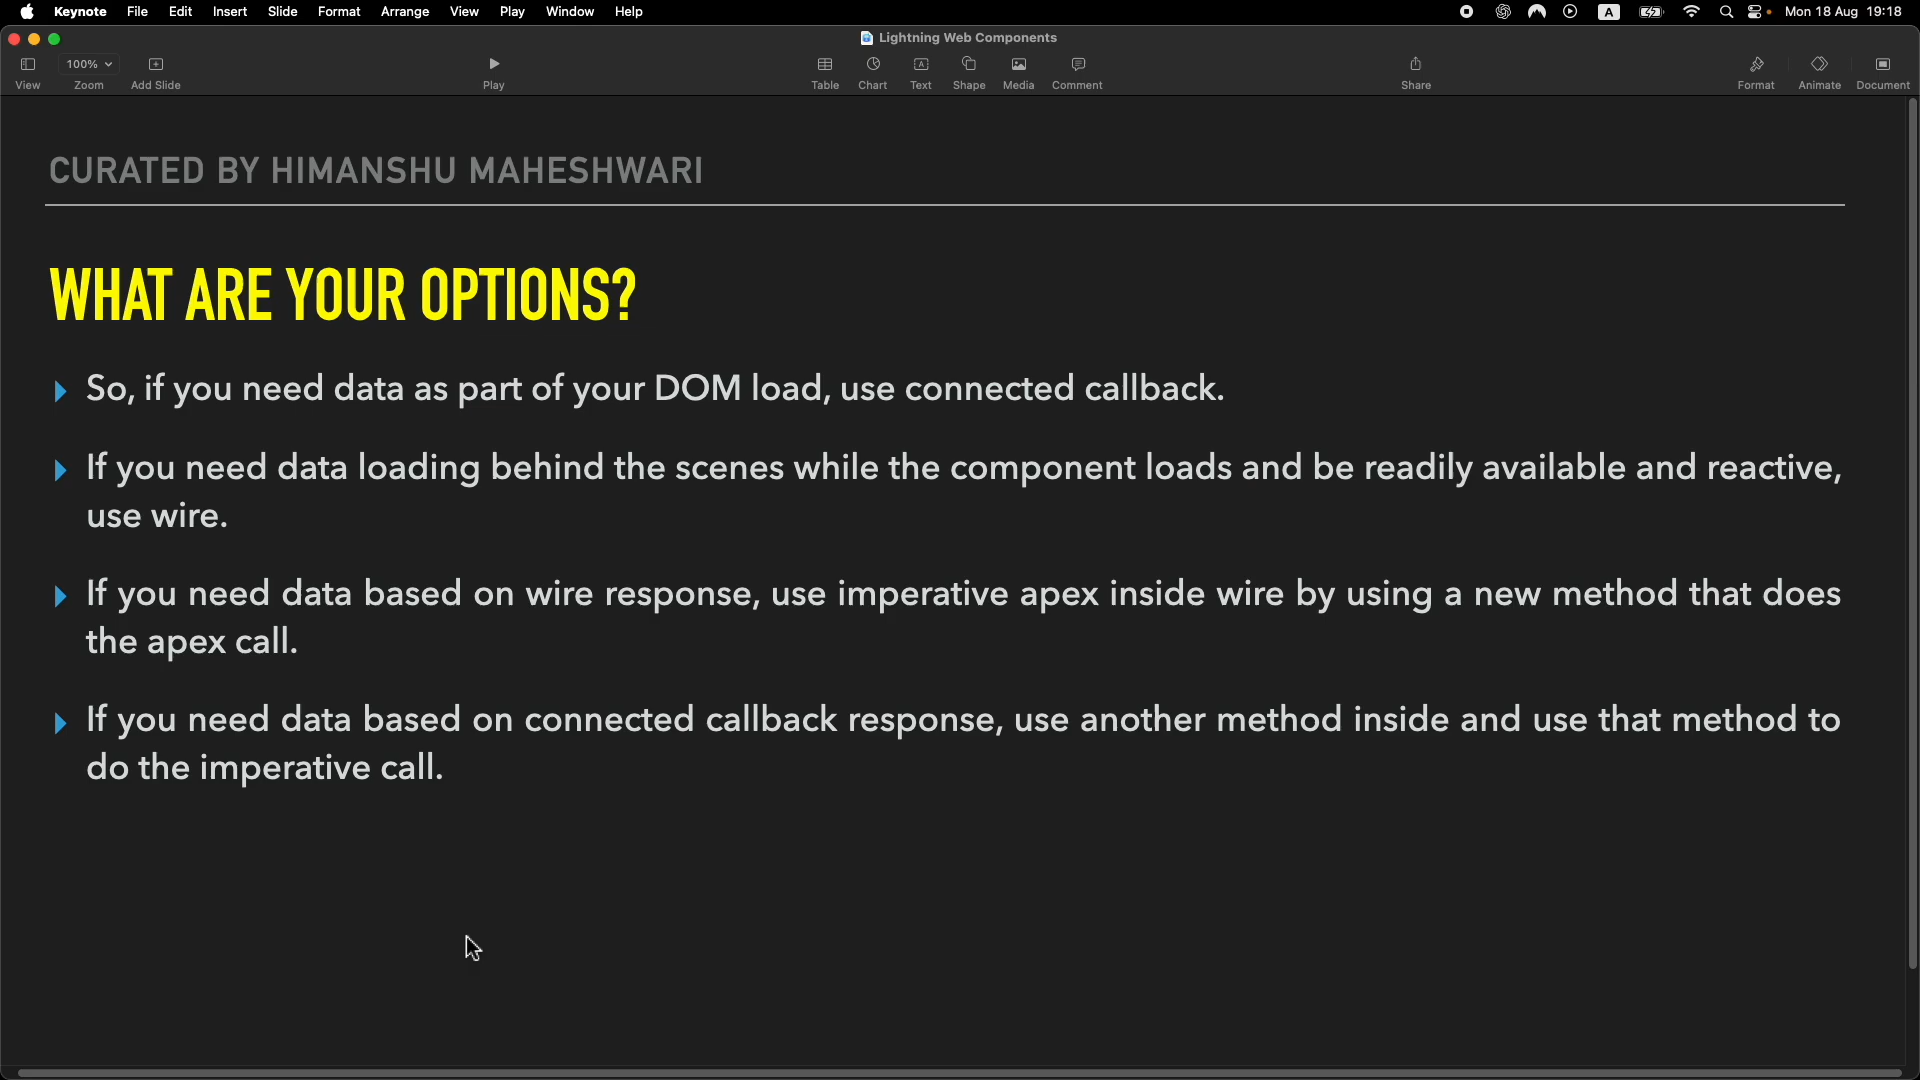 Keynote File Edit Insert Slide Format Arrange View Play Window Help A Mon 18 Aug 19:18
Lightning Web Components
100%
View Zoom Add Slide Play Table Chart Text Shape Media Comment Share Format Animate Document
CURATED BY HIMANSHU MAHESHWARI
WHAT ARE YOUR OPTIONS?
So, if you need data as part of your DOM load, use connected callback.
If you need data loading behind the scenes while the component loads and be readily available and reactive,
use wire.
If you need data based on wire response, use imperative apex inside wire by using a new method that does
the apex call.
If you need data based on connected callback response, use another method inside and use that method to
do the imperative call.